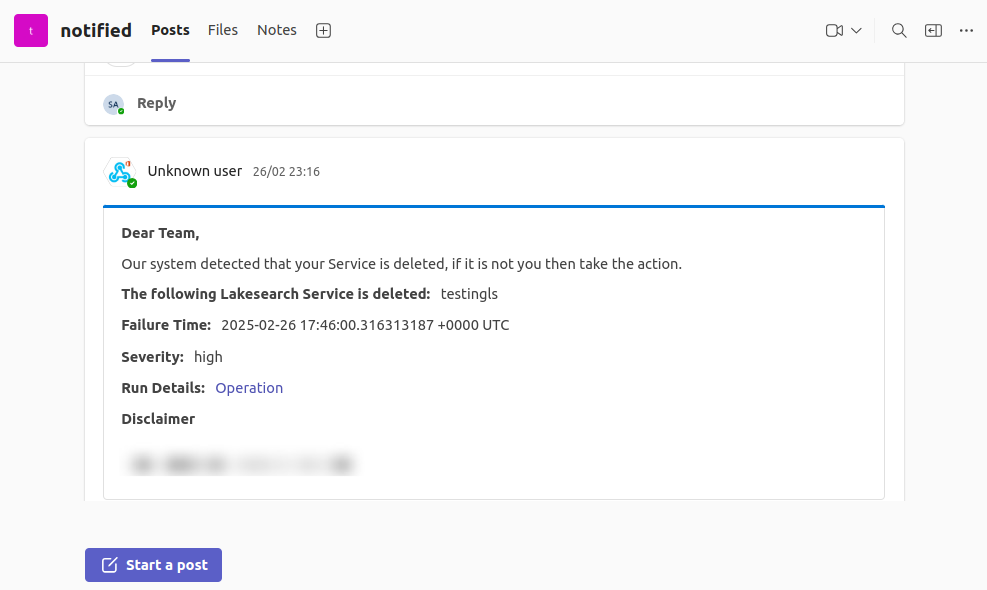 t notified Posts Files Notes
SA Reply
Unknown user 26/02 23:16
Dear Team,
Our system detected that your Service is deleted, if it is not you then take the action.
The following Lakesearch Service is deleted: testingls
Failure Time: 2025-02-26 17:46:00.316313187 +0000 UTC
Severity: high
Run Details: Operation
Disclaimer
Start a post